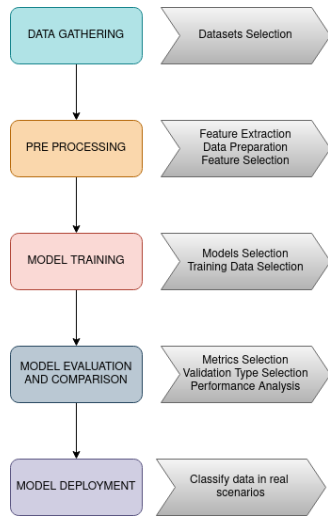 DATA GATHERING
Datasets Selection
PRE PROCESSING
Feature Extraction
Data Preparation
Feature Selection
MODEL TRAINING
Models Selection
Training Data Selection
MODEL EVALUATION
AND COMPARISON
Metrics Selection
Validation Type Selection
Performance Analysis
MODEL DEPLOYMENT
Classify data in real
scenarios